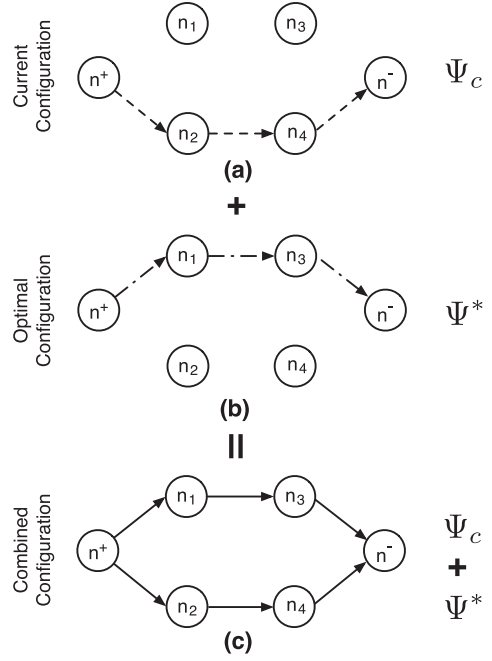 Current
Configuration
n₁
n₃
n⁺
n⁻
n₂
n₄
Ψc
(a)
+
Optimal
Configuration
n₁
n₃
n⁺
n⁻
n₂
n₄
Ψ*
(b)
=
Combined
Configuration
n₁
n₃
n⁺
n⁻
n₂
n₄
Ψc
+
Ψ*
(c)